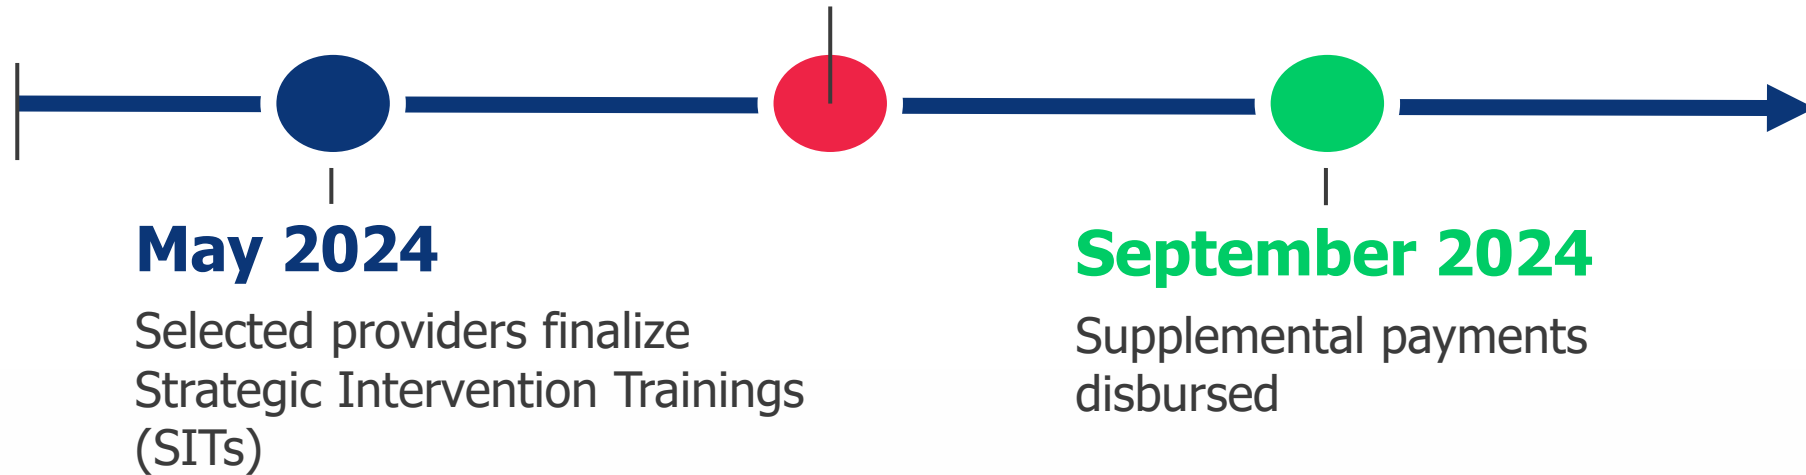 May 2024
Selected providers finalize
Strategic Intervention Trainings
(SITs)
September 2024
Supplemental payments
disbursed